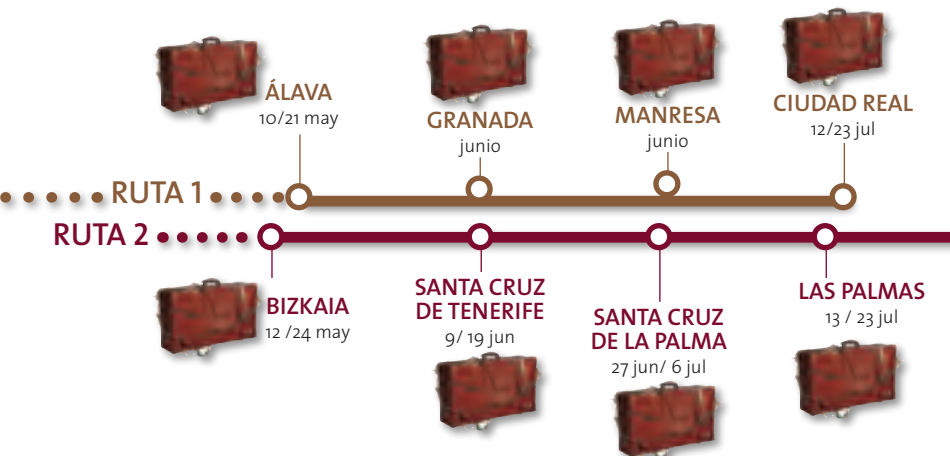 ÁLAVA
10/21 may
GRANADA
junio
MANRESA
junio
CIUDAD REAL
12/23 jul
RUTA 1
RUTA 2
BIZKAIA
12 /24 may
SANTA CRUZ
DE TENERIFE
9/ 19 jun
SANTA CRUZ
DE LA PALMA
27 jun/ 6 jul
LAS PALMAS
13 / 23 jul